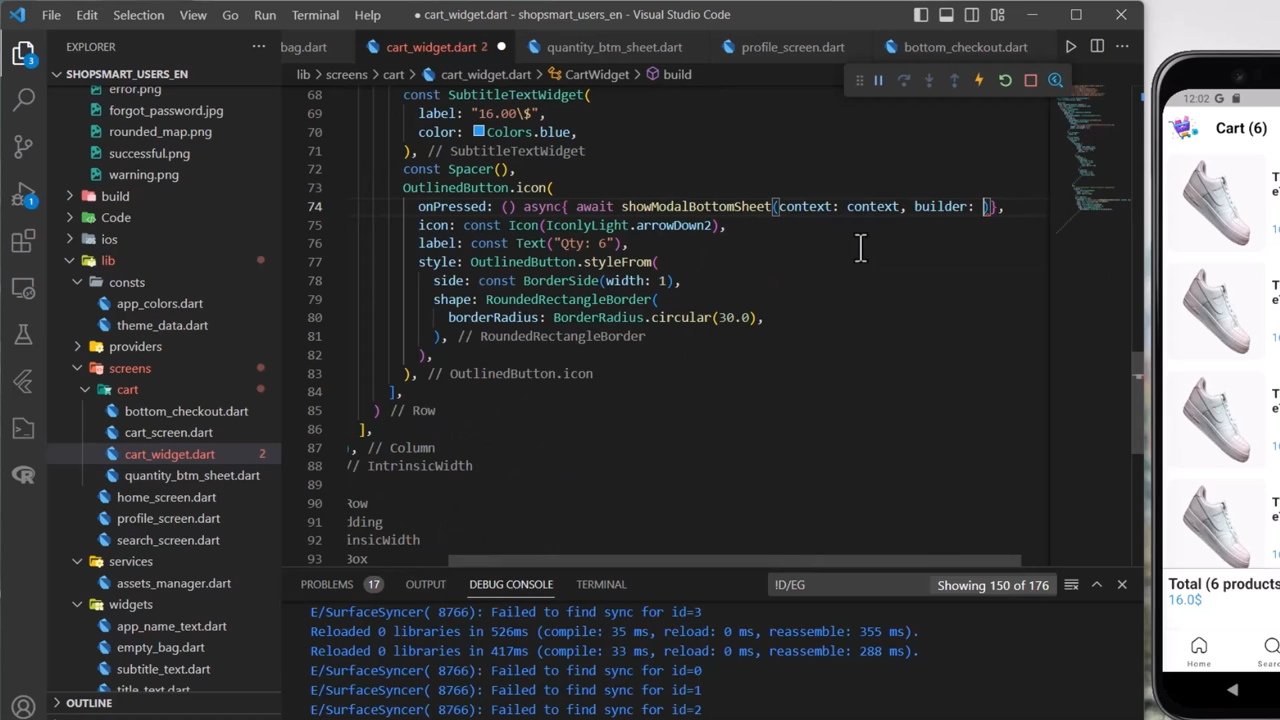 File Edit Selection View Go Run Terminal Help
● cart_widget.dart - shopsmart_users_en - Visual Studio Code
EXPLORER
bag.dart
cart_widget.dart 2
quantity_btm_sheet.dart
profile_screen.dart
bottom_checkout.dart
SHOPSMART_USERS_EN
lib > screens > cart > cart_widget.dart > CartWidget > build
3
error.png
forgot_password.jpg
rounded_map.png
successful.png
warning.png
build
Code
ios
lib
consts
app_colors.dart
theme_data.dart
providers
screens
cart
bottom_checkout.dart
cart_screen.dart
cart_widget.dart 2
quantity_btm_sheet.dart
home_screen.dart
profile_screen.dart
search_screen.dart
services
assets_manager.dart
widgets
app_name_text.dart
empty_bag.dart
subtitle_text.dart
title_text.dart
OUTLINE
1
68 const SubtitleTextWidget(
69 label: "16.00\$",
70 color: Colors.blue,
71 ), // SubtitleTextWidget
72 const Spacer(),
73 OutlinedButton.icon(
74 onPressed: () async{ await showModalBottomSheet(context: context, builder: )},
75 icon: const Icon(IconlyLight.arrowDown2),
76 label: const Text("Qty: 6"),
77 style: OutlinedButton.styleFrom(
78 side: const BorderSide(width: 1),
79 shape: RoundedRectangleBorder(
80 borderRadius: BorderRadius.circular(30.0),
81 ), // RoundedRectangleBorder
82 ),
83 ), // OutlinedButton.icon
84 ],
85 ) // Row
86 ],
87 ), // Column
88 // IntrinsicWidth
89
90 Row
91 dding
92 insicWidth
93 Box
PROBLEMS 17 OUTPUT DEBUG CONSOLE TERMINAL
ID/EG
Showing 150 of 176
E/SurfaceSyncer( 8766): Failed to find sync for id=3
Reloaded 0 libraries in 526ms (compile: 35 ms, reload: 0 ms, reassemble: 355 ms).
Reloaded 0 libraries in 417ms (compile: 33 ms, reload: 0 ms, reassemble: 288 ms).
E/SurfaceSyncer( 8766): Failed to find sync for id=0
E/SurfaceSyncer( 8766): Failed to find sync for id=1
E/SurfaceSyncer( 8766): Failed to find sync for id=2
12:02 G
Cart (6)
Total (6 products
16.0$
Home
Searc